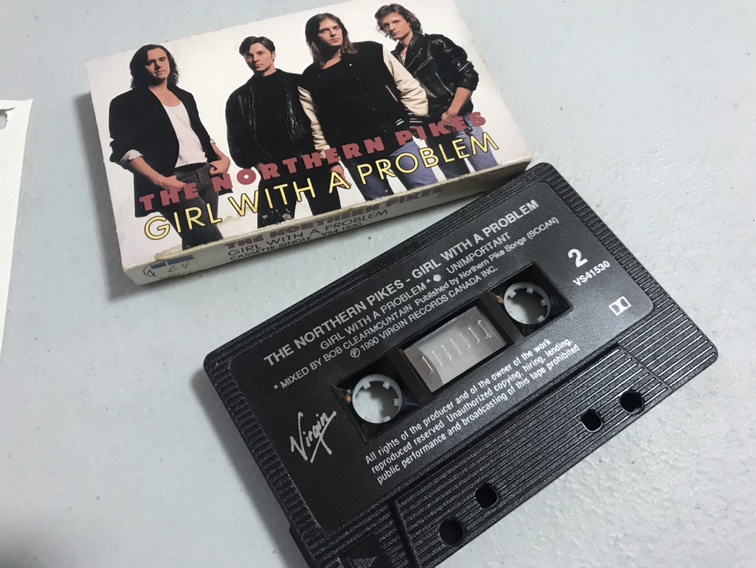 THE NORTHERN PIKES
GIRL WITH A PROBLEM
THE NORTHERN PIKES
GIRL WITH A PROBLEM
CASSETTE SINGLE
THE NORTHERN PIKES - GIRL WITH A PROBLEM
GIRL WITH A PROBLEM * • UNIMPORTANT
* MIXED BY BOB CLEARMOUNTAIN Published by Northern Pike Songs (SOCAN)
℗ 1990 VIRGIN RECORDS CANADA INC.
2
VS41530
Virgin
All rights of the producer and of the owner of the work
reproduced reserved Unauthorized copying, hiring, lending,
public performance and broadcasting of this tape prohibited